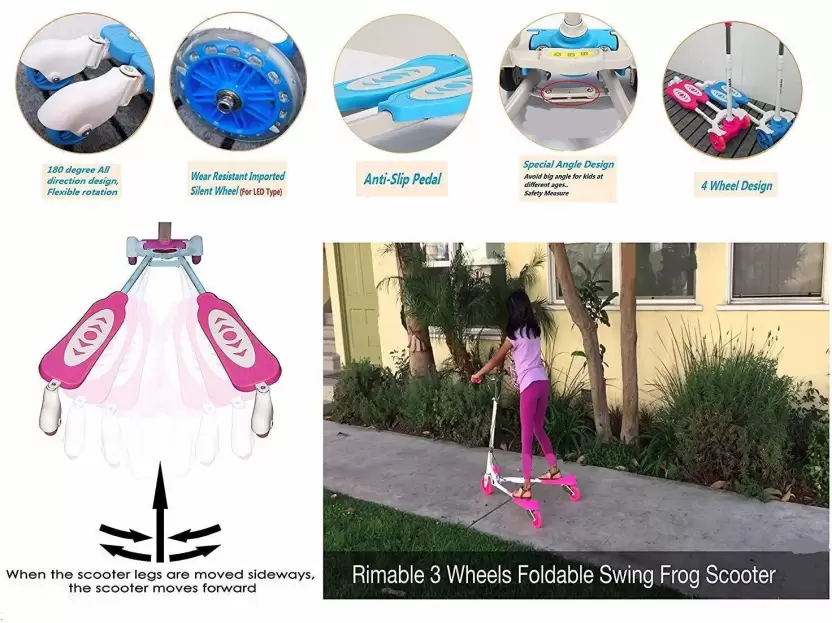 180 degree All
direction design,
Flexible rotation
Wear Resistant Imported
Silent Wheel (For LED Type)
Anti-Slip Pedal
Special Angle Design
Avoid big angle for kids at
different ages..
Safety Measure
4 Wheel Design
When the scooter legs are moved sideways,
the scooter moves forward
Rimable 3 Wheels Foldable Swing Frog Scooter